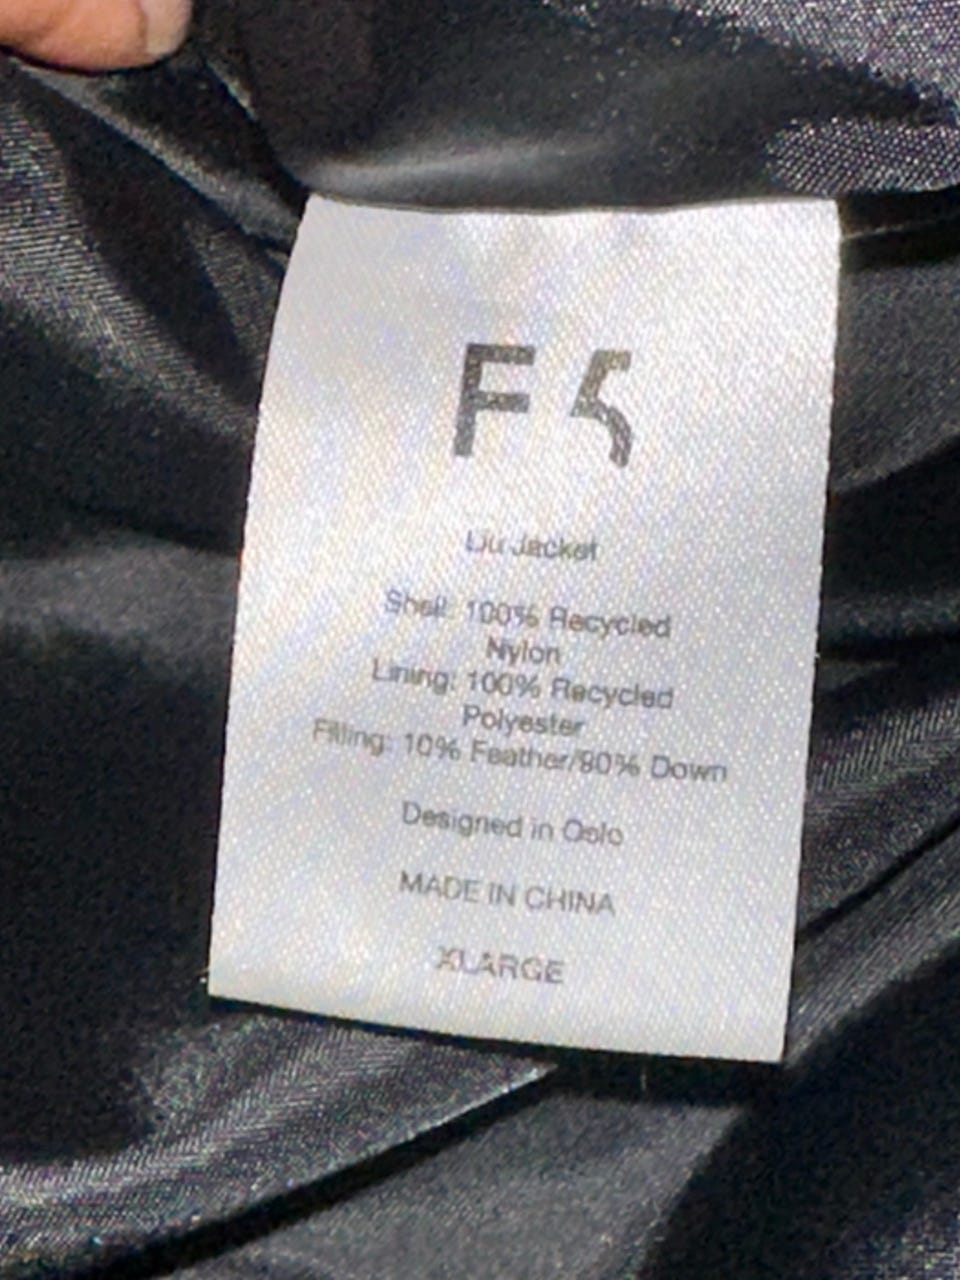 F5
Liu Jacket
Shell: 100% Recycled
Nylon
Lining: 100% Recycled
Polyester
Filling: 10% Feather/90% Down
Designed in Oslo
MADE IN CHINA
XLARGE